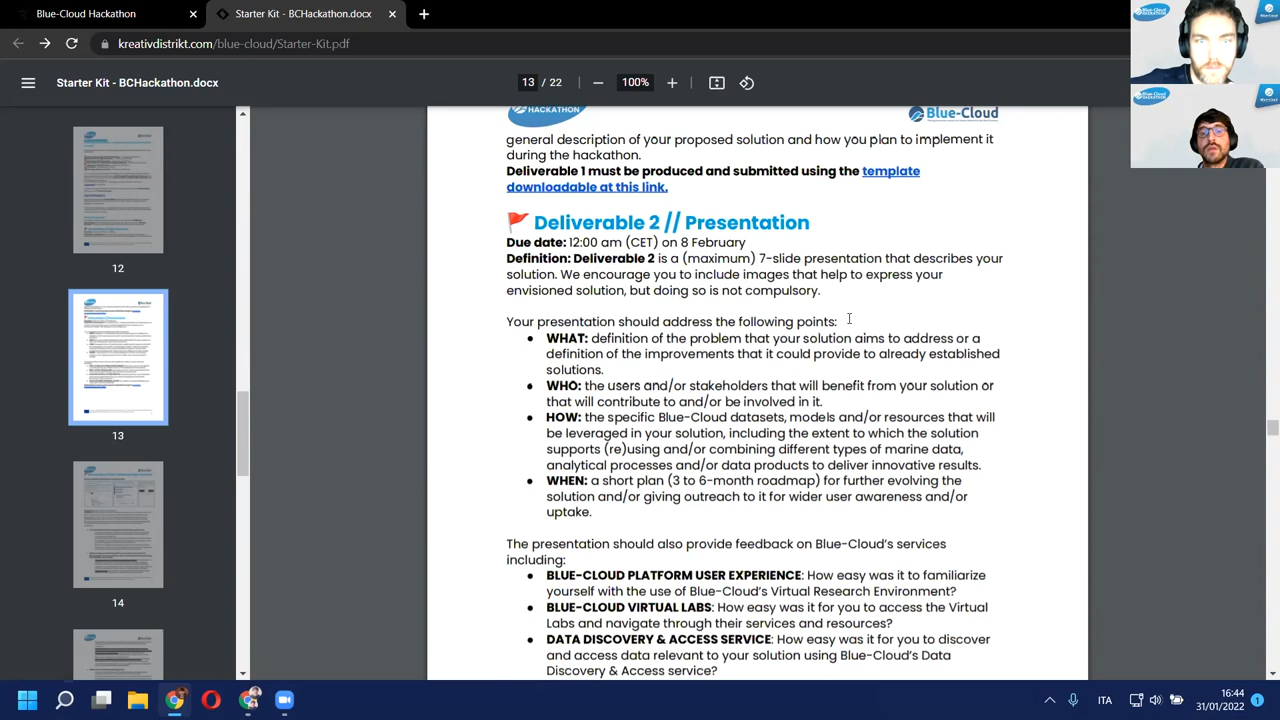 Blue-Cloud Hackathon
Starter Kit - BCHackathon.docx
kreativdistrikt.com/blue-cloud/Starter-Kit.pdf
Starter Kit - BCHackathon.docx
13 / 22
100%
HACKATHON
Blue-Cloud
General description of your proposed solution and how you plan to implement it
during the hackathon.
Deliverable 1 must be produced and submitted using the template
downloadable at this link.
Deliverable 2 // Presentation
Due date: 12:00 am (CET) on 8 February
Definition: Deliverable 2 is a (maximum) 7-slide presentation that describes your
solution. We encourage you to include images that help to express your
envisioned solution, but doing so is not compulsory.
Your presentation should address the following points:
● WHAT: definition of the problem that your solution aims to address or a
definition of the improvements that it could provide to already established
solutions.
● WHO: the users and/or stakeholders that will benefit from your solution or
that will contribute to and/or be involved in it.
● HOW: the specific Blue-Cloud datasets, models and/or resources that will
be leveraged in your solution, including the extent to which the solution
supports (re)using and/or combining different types of marine data,
analytical processes and/or data products to deliver innovative results.
● WHEN: a short plan (3 to 6-month roadmap) for further evolving the
solution and/or giving outreach to it for wider user awareness and/or
uptake.
The presentation should also provide feedback on Blue-Cloud's services
including:
● BLUE-CLOUD PLATFORM USER EXPERIENCE: How easy was it to familiarize
yourself with the use of Blue-Cloud's Virtual Research Environment?
● BLUE-CLOUD VIRTUAL LABS: How easy was it for you to access the Virtual
Labs and navigate through their services and resources?
● DATA DISCOVERY & ACCESS SERVICE: How easy was it for you to discover
and access data relevant to your solution using Blue-Cloud's Data
Discovery & Access service?
12
13
14
Blue-Cloud
HACKATHON
Blue-Cloud
Blue-Cloud
HACKATHON
Blue-Cloud
ITA
16:44
31/01/2022
1